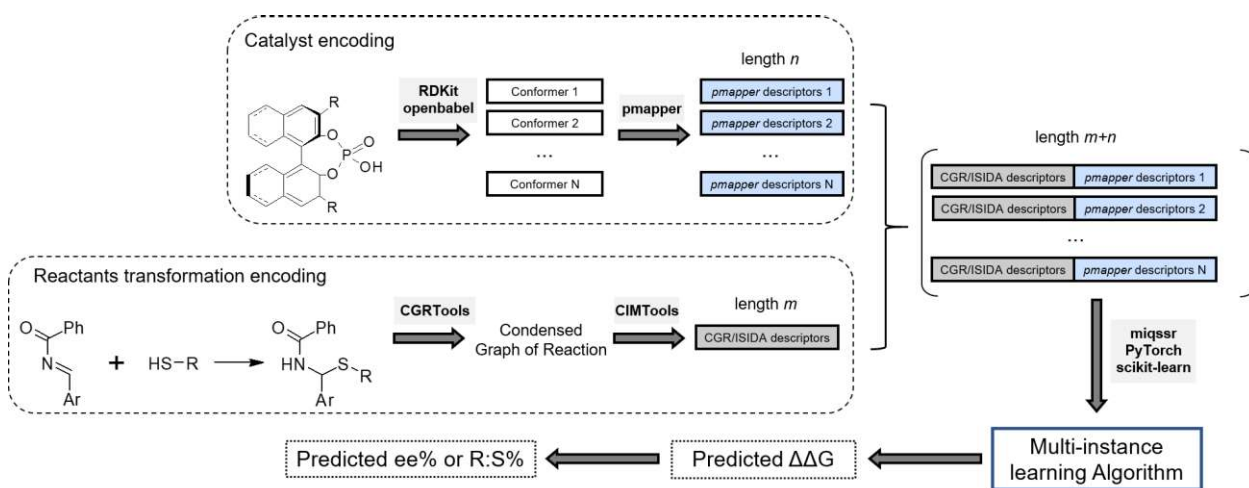 Catalyst encoding
R
O
O
P
O
OH
R
RDKit
openbabel
Conformer 1
Conformer 2
...
Conformer N
pmapper
length n
pmapper descriptors 1
pmapper descriptors 2
...
pmapper descriptors N
length m+n
CGR/ISIDA descriptors pmapper descriptors 1
CGR/ISIDA descriptors pmapper descriptors 2
...
CGR/ISIDA descriptors pmapper descriptors N
Reactants transformation encoding
O
Ph
N
Ar
+
HS-R
O
Ph
HN
S
R
Ar
CGRTools
Condensed
Graph of Reaction
CIMTools
length m
CGR/ISIDA descriptors
miqssr
PyTorch
scikit-learn
Multi-instance
learning Algorithm
Predicted ΔΔG
Predicted ee% or R:S%